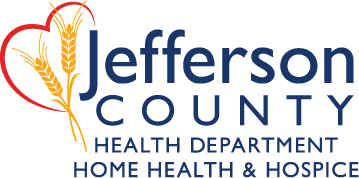 Jefferson
COUNTY
HEALTH DEPARTMENT
HOME HEALTH & HOSPICE